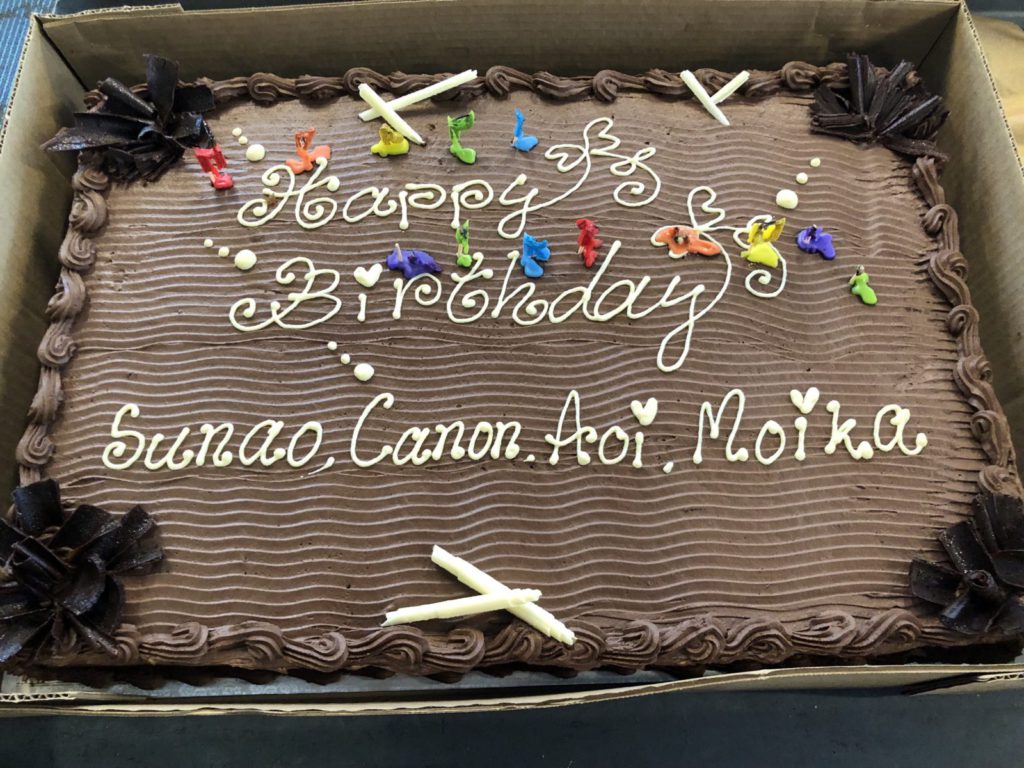 Happy
Birthday
Sunao, Canon, Aoi, Moika